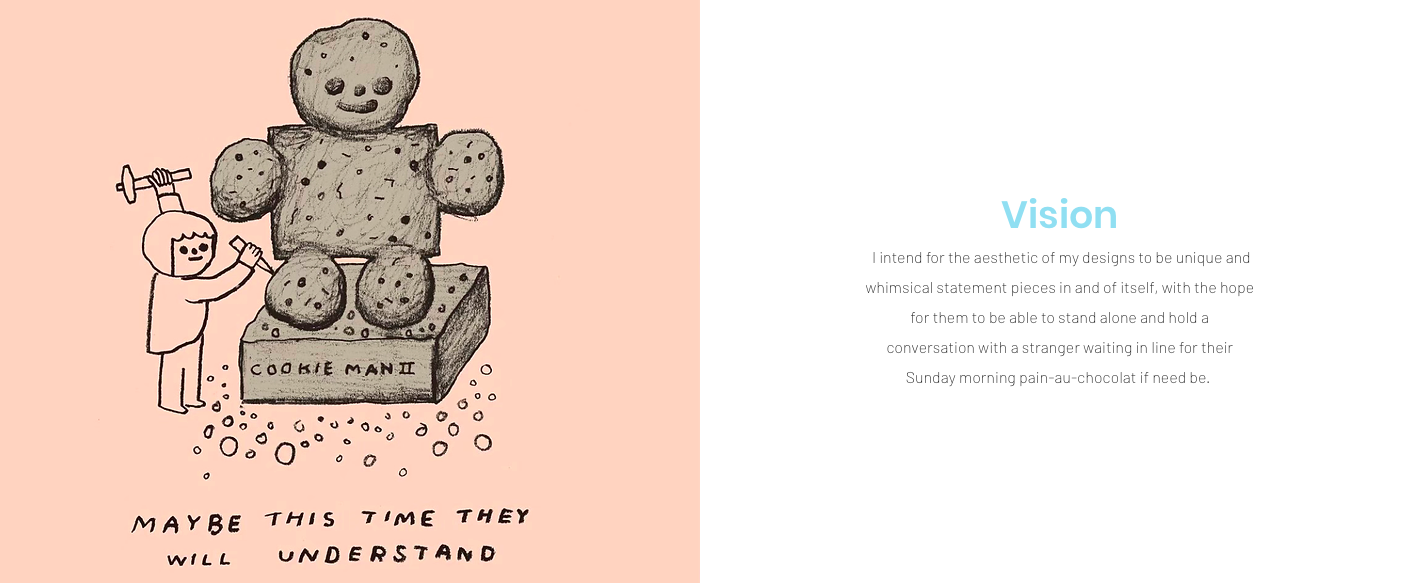 COOKIE MAN II
MAYBE THIS TIME THEY
WILL UNDERSTAND
Vision
I intend for the aesthetic of my designs to be unique and
whimsical statement pieces in and of itself, with the hope
for them to be able to stand alone and hold a
conversation with a stranger waiting in line for their
Sunday morning pain-au-chocolat if need be.